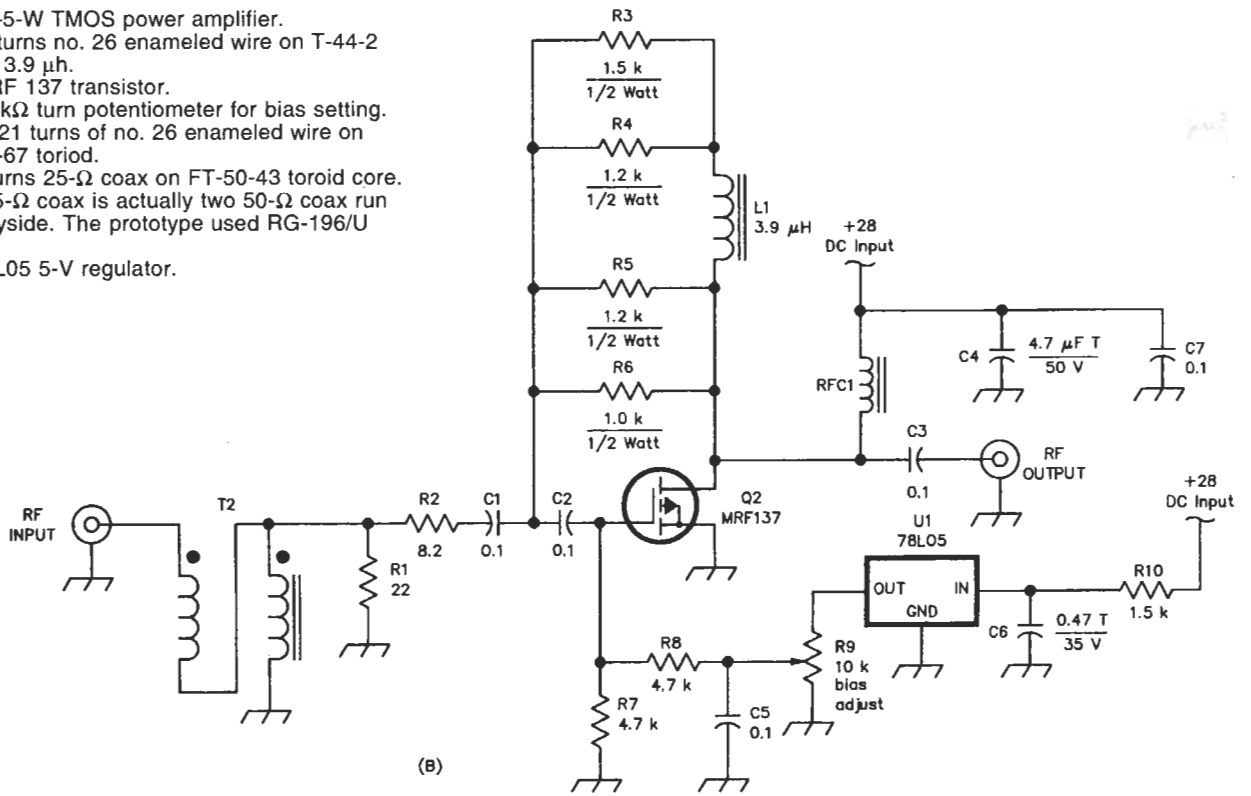 -5-W TMOS power amplifier.
turns no. 26 enameled wire on T-44-2
3.9 μh.
RF 137 transistor.
kΩ turn potentiometer for bias setting.
21 turns of no. 26 enameled wire on
-67 toriod.
urns 25-Ω coax on FT-50-43 toroid core.
5-Ω coax is actually two 50-Ω coax run
yside. The prototype used RG-196/U
L05 5-V regulator.
R3
1.5 k
1/2 Watt
R4
1.2 k
1/2 Watt
L1
3.9 μH
R5
1.2 k
1/2 Watt
R6
1.0 k
1/2 Watt
+28
DC Input
C4
4.7 μF T
50 V
C7
0.1
RFC1
C3
0.1
RF
OUTPUT
RF
INPUT
T2
R1
22
R2
8.2
C1
0.1
C2
0.1
Q2
MRF137
+28
DC Input
U1
78L05
OUT
IN
GND
R10
1.5 k
C6
0.47 T
35 V
R9
10 k
bias
adjust
R8
4.7 k
R7
4.7 k
C5
0.1
(B)